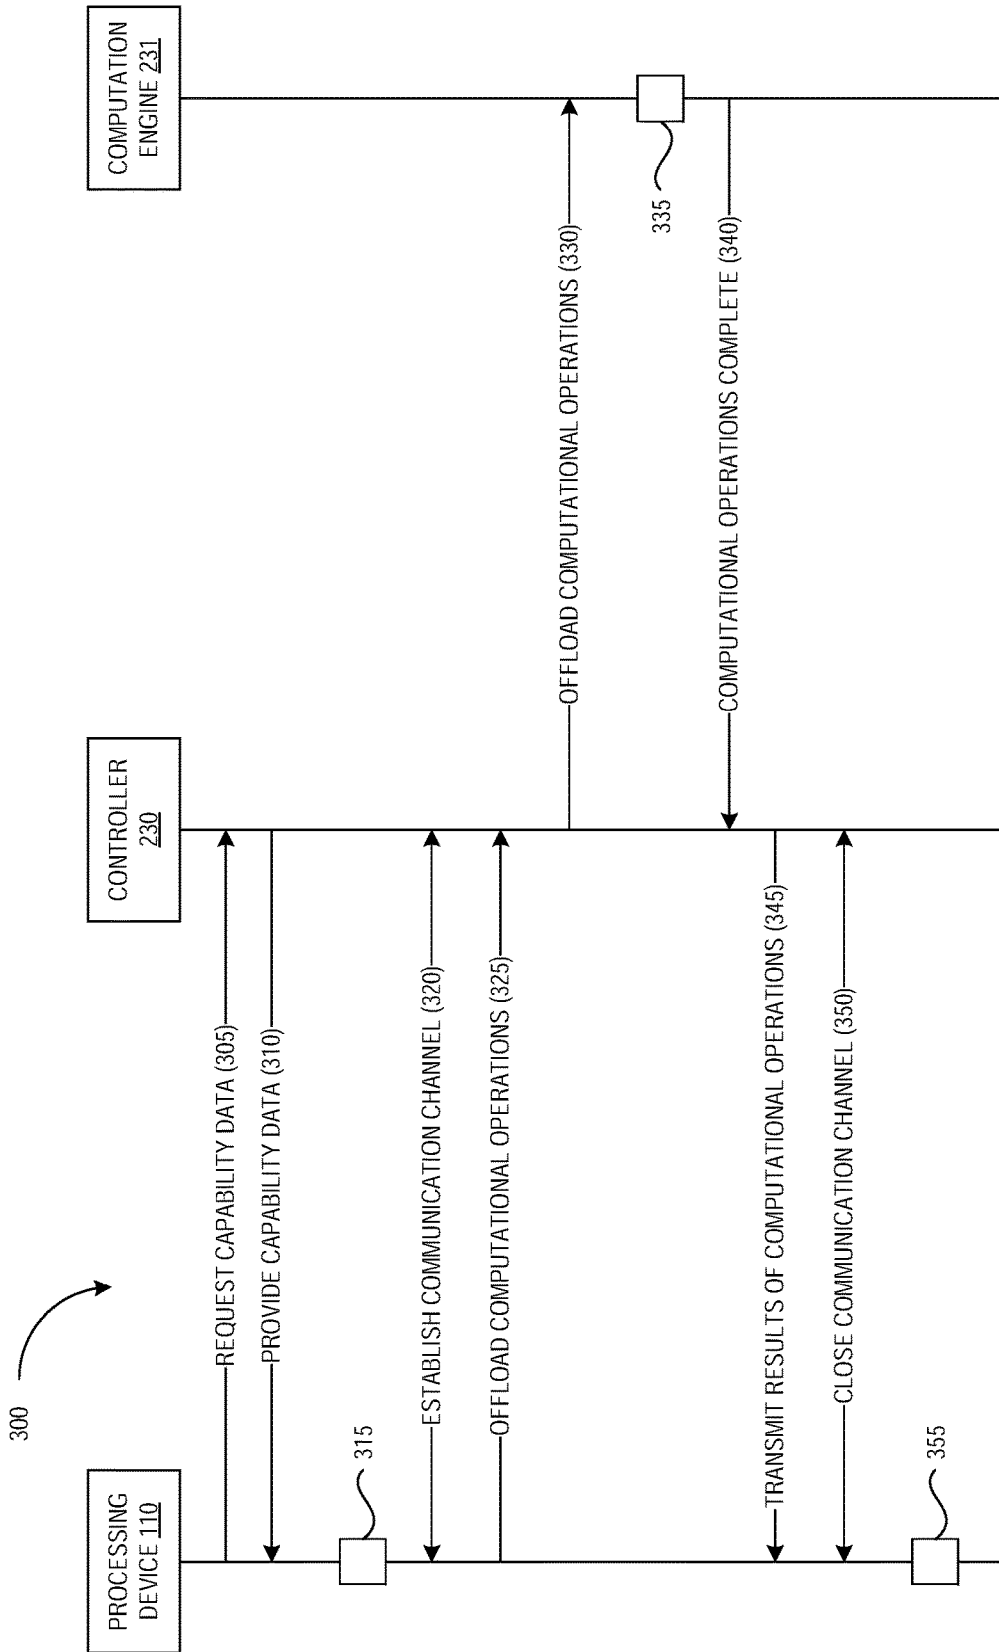 300
PROCESSING
DEVICE 110
CONTROLLER
230
COMPUTATION
ENGINE 231
REQUEST CAPABILITY DATA (305)
PROVIDE CAPABILITY DATA (310)
315
ESTABLISH COMMUNICATION CHANNEL (320)
OFFLOAD COMPUTATIONAL OPERATIONS (325)
OFFLOAD COMPUTATIONAL OPERATIONS (330)
335
COMPUTATIONAL OPERATIONS COMPLETE (340)
TRANSMIT RESULTS OF COMPUTATIONAL OPERATIONS (345)
CLOSE COMMUNICATION CHANNEL (350)
355